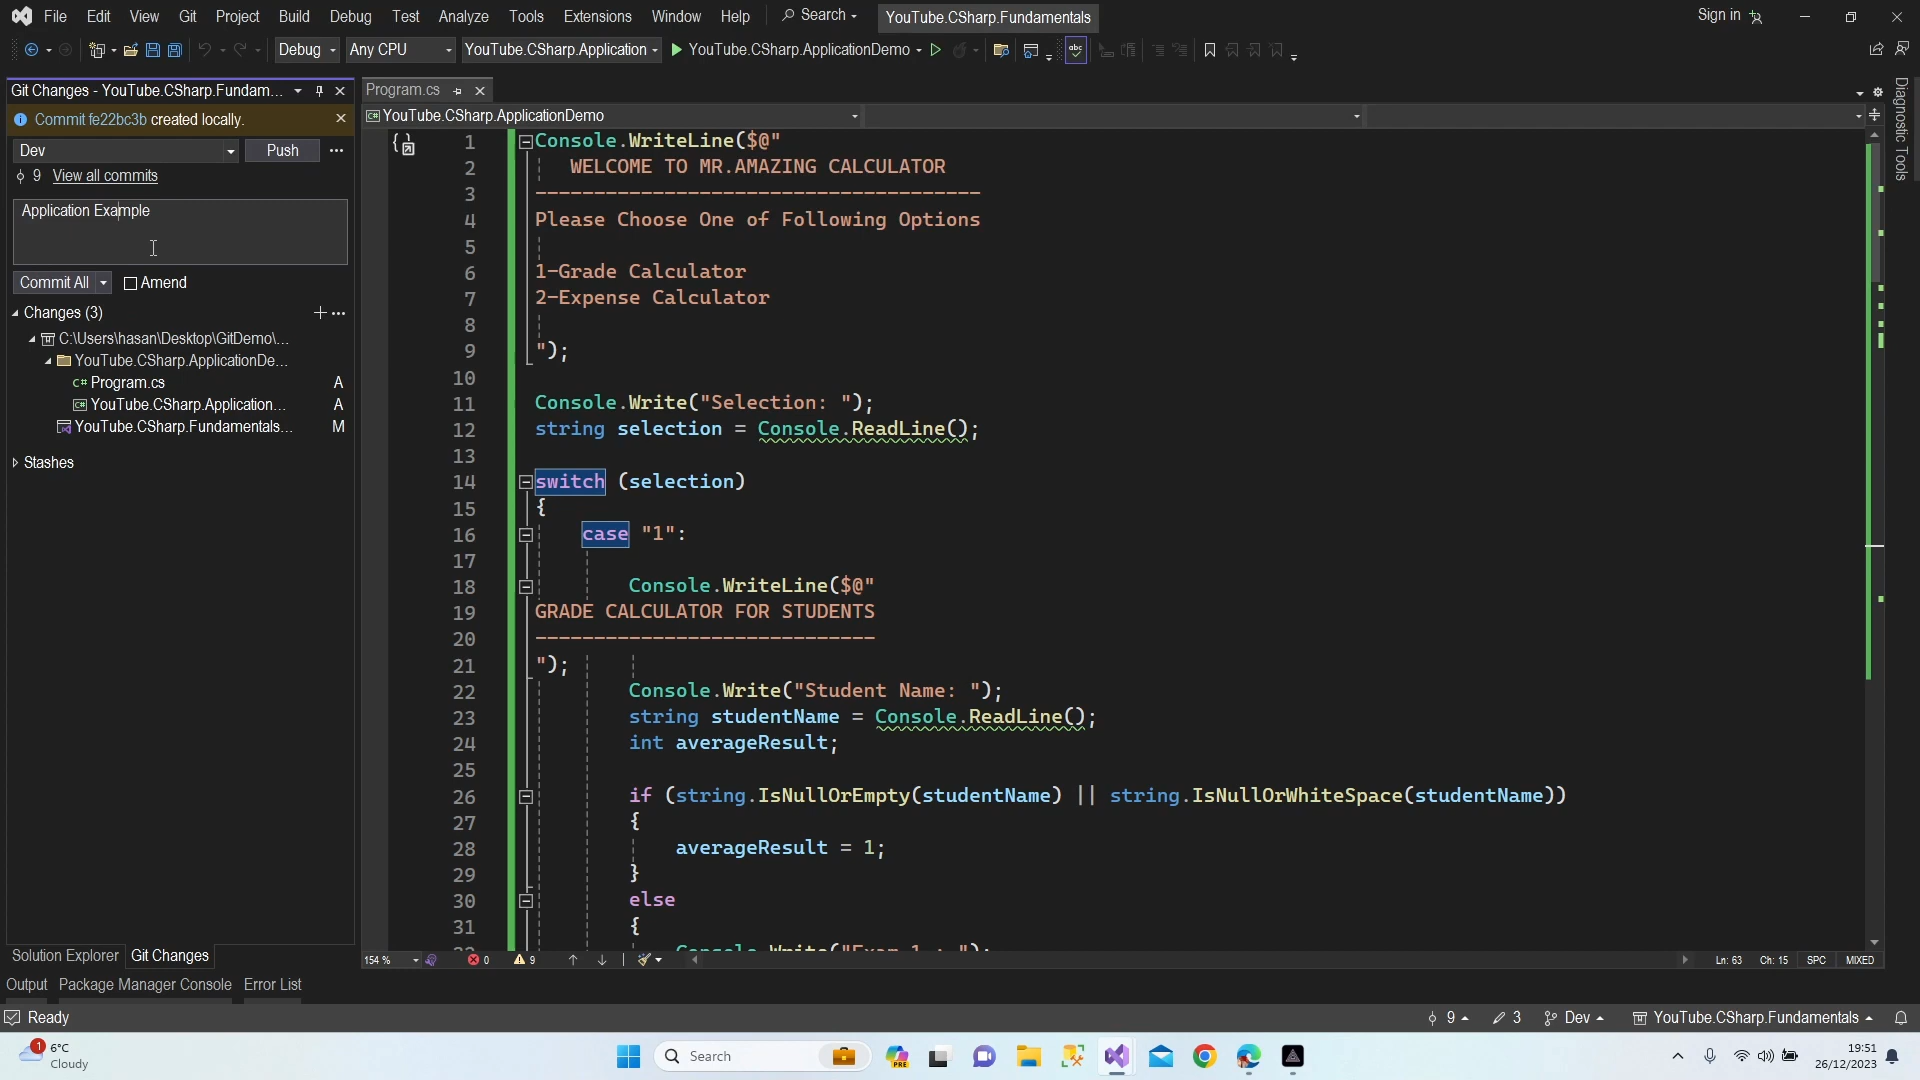 File Edit View Git Project Build Debug Test Analyze Tools Extensions Window Help Search YouTube.CSharp.Fundamentals Sign in
Debug Any CPU YouTube.CSharp.Application YouTube.CSharp.ApplicationDemo
Git Changes - YouTube.CSharp.Fundam...
Commit fe22bc3b created locally.
Dev Push
9 View all commits
Application Example
Commit All Amend
Changes (3)
C:\Users\hasan\Desktop\GitDemo\...
YouTube.CSharp.ApplicationDe...
C# Program.cs A
C# YouTube.CSharp.Application... A
YouTube.CSharp.Fundamentals... M
Stashes
Solution Explorer Git Changes
Program.cs
C# YouTube.CSharp.ApplicationDemo
1 Console.WriteLine($@"
2 WELCOME TO MR.AMAZING CALCULATOR
3 --------------------------------------
4 Please Choose One of Following Options
5
6 1-Grade Calculator
7 2-Expense Calculator
8
9 ");
10
11 Console.Write("Selection: ");
12 string selection = Console.ReadLine();
13
14 switch (selection)
15 {
16 case "1":
17
18 Console.WriteLine($@"
19 GRADE CALCULATOR FOR STUDENTS
20 -----------------------------
21 ");
22 Console.Write("Student Name: ");
23 string studentName = Console.ReadLine();
24 int averageResult;
25
26 if (string.IsNullOrEmpty(studentName) || string.IsNullOrWhiteSpace(studentName))
27 {
28 averageResult = 1;
29 }
30 else
31 {
Console.Write("Exam 1 : ");
Diagnostic Tools
154 % 0 9 Ln: 63 Ch: 15 SPC MIXED
Output Package Manager Console Error List
Ready 9 3 Dev YouTube.CSharp.Fundamentals
1 6°C
Cloudy
Search
PRE
19:51
26/12/2023